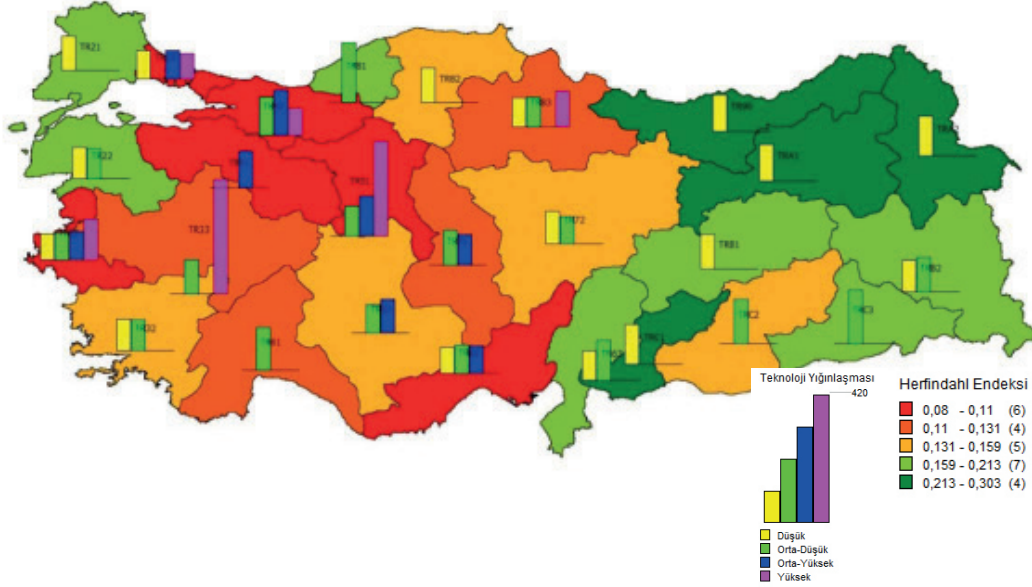 TR21
TR81
TR82
TR90
TRA2
TR22
TRA1
TR51
TR33
TR72
TRB1
TRB2
TR32
TR61
TRC2
TRC3
Teknoloji Yığınlaşması
420
Düşük
Orta-Düşük
Orta-Yüksek
Yüksek
Herfindahl Endeksi
0,08 - 0,11 (6)
0,11 - 0,131 (4)
0,131 - 0,159 (5)
0,159 - 0,213 (7)
0,213 - 0,303 (4)